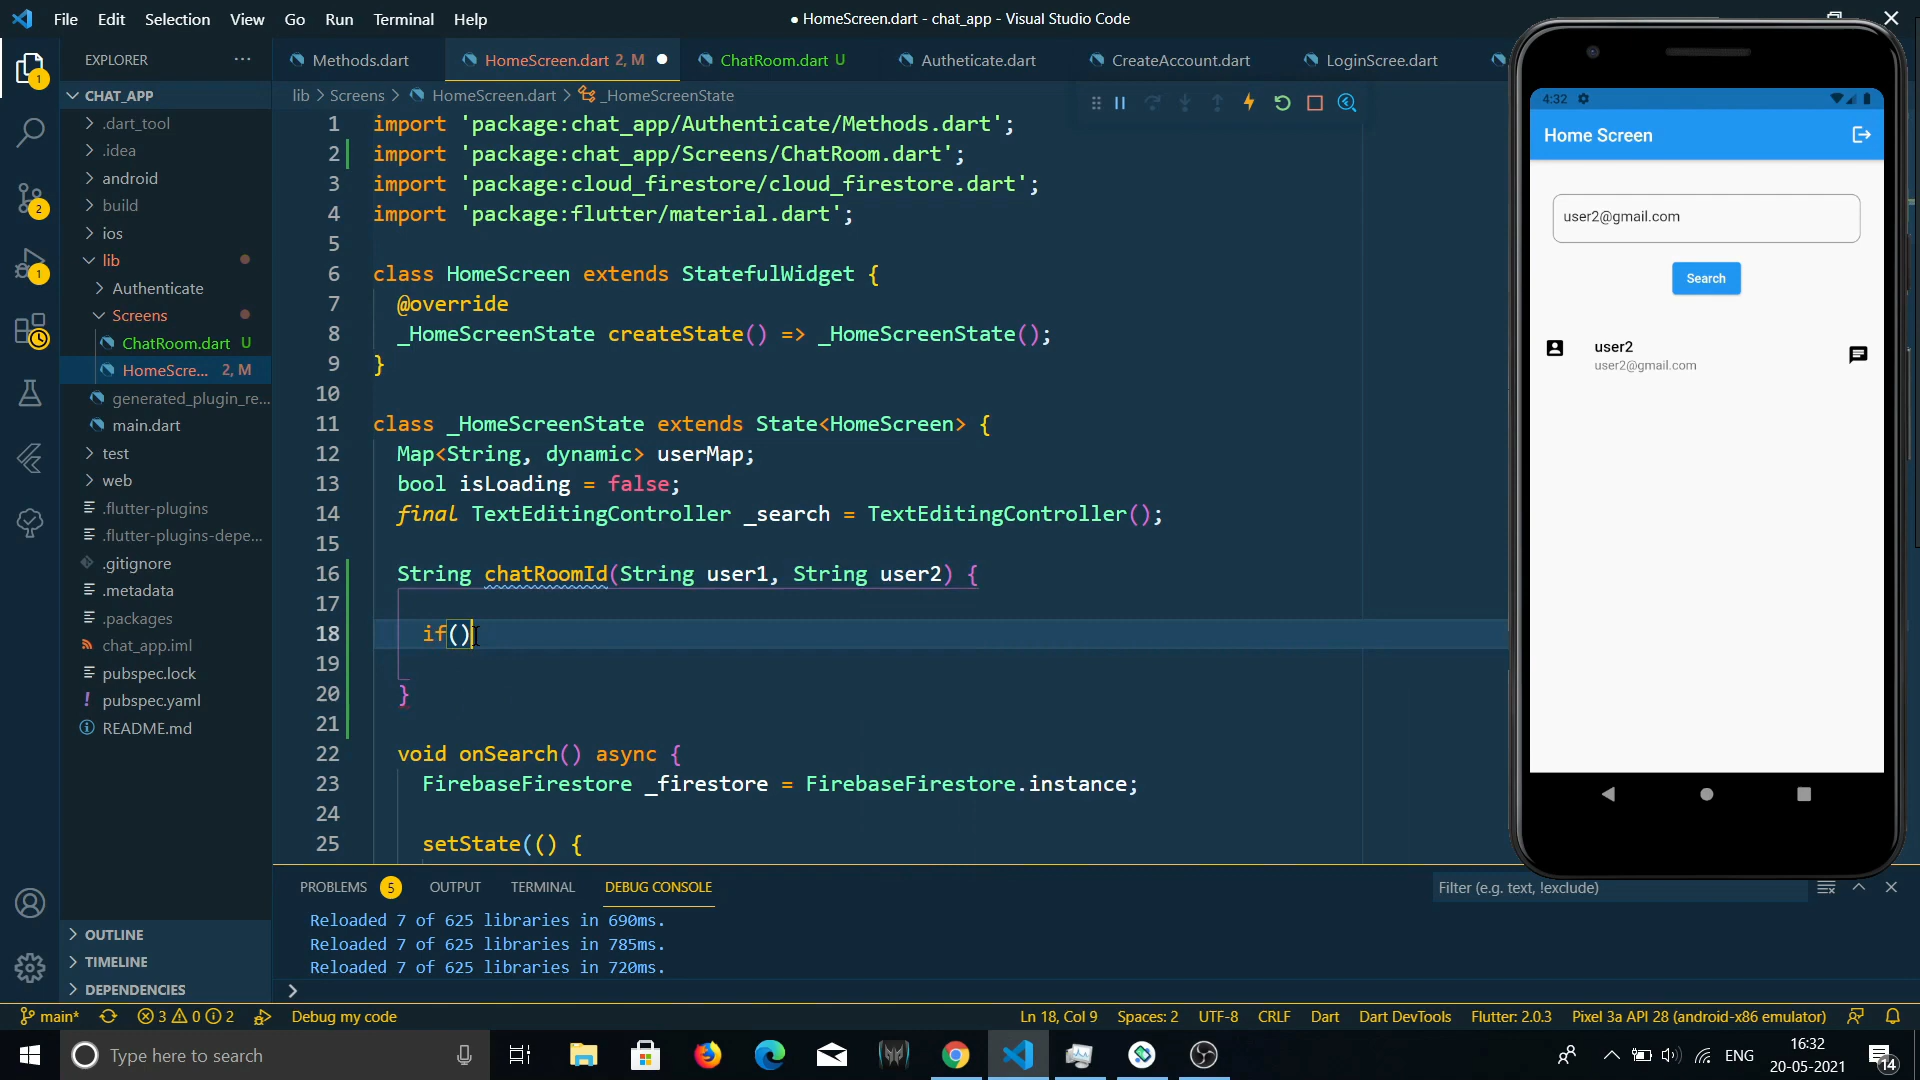 File Edit Selection View Go Run Terminal Help
● HomeScreen.dart - chat_app - Visual Studio Code
EXPLORER
CHAT_APP
.dart_tool
.idea
android
build
ios
lib
Authenticate
Screens
ChatRoom.dart U
HomeScre... 2, M
generated_plugin_re...
main.dart
test
web
.flutter-plugins
.flutter-plugins-depe...
.gitignore
.metadata
.packages
chat_app.iml
pubspec.lock
pubspec.yaml
README.md
OUTLINE
TIMELINE
DEPENDENCIES
Methods.dart HomeScreen.dart 2, M ChatRoom.dart U Autheticate.dart CreateAccount.dart LoginScree.dart
lib > Screens > HomeScreen.dart > _HomeScreenState
1 import 'package:chat_app/Authenticate/Methods.dart';
2 import 'package:chat_app/Screens/ChatRoom.dart';
3 import 'package:cloud_firestore/cloud_firestore.dart';
4 import 'package:flutter/material.dart';
5
6 class HomeScreen extends StatefulWidget {
7 @override
8 _HomeScreenState createState() => _HomeScreenState();
9 }
10
11 class _HomeScreenState extends State<HomeScreen> {
12 Map<String, dynamic> userMap;
13 bool isLoading = false;
14 final TextEditingController _search = TextEditingController();
15
16 String chatRoomId(String user1, String user2) {
17
18 if()
19
20 }
21
22 void onSearch() async {
23 FirebaseFirestore _firestore = FirebaseFirestore.instance;
24
25 setState(() {
4:32
Home Screen
user2@gmail.com
Search
user2
user2@gmail.com
PROBLEMS 5 OUTPUT TERMINAL DEBUG CONSOLE
Filter (e.g. text, !exclude)
Reloaded 7 of 625 libraries in 690ms.
Reloaded 7 of 625 libraries in 785ms.
Reloaded 7 of 625 libraries in 720ms.
main* 3 0 2 Debug my code
Ln 18, Col 9 Spaces: 2 UTF-8 CRLF Dart Dart DevTools Flutter: 2.0.3 Pixel 3a API 28 (android-x86 emulator)
Type here to search
ENG
16:32
20-05-2021
14